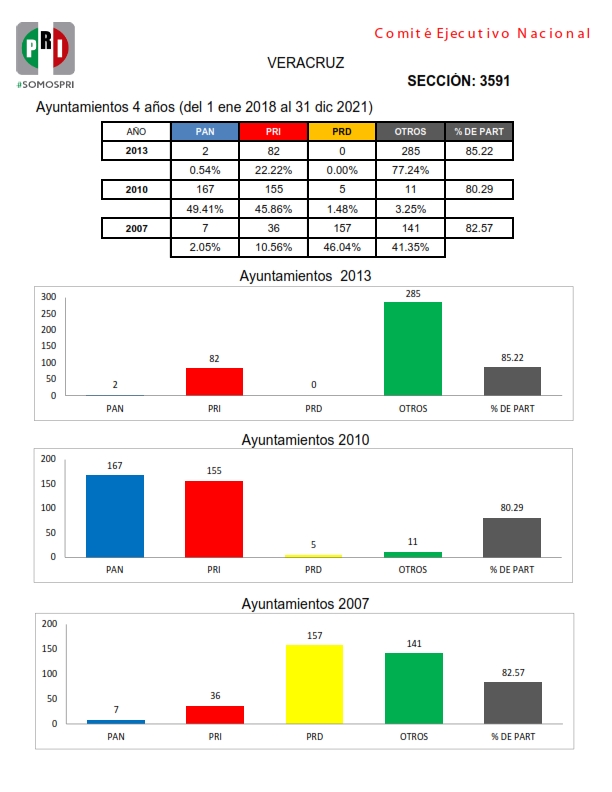 Comité Ejecutivo Nacional
PRI
#SOMOSPRI
VERACRUZ
SECCIÓN: 3591
Ayuntamientos 4 años (del 1 ene 2018 al 31 dic 2021)
AÑO PAN PRI PRD OTROS % DE PART
2013 2 82 0 285 85.22
0.54% 22.22% 0.00% 77.24%
2010 167 155 5 11 80.29
49.41% 45.86% 1.48% 3.25%
2007 7 36 157 141 82.57
2.05% 10.56% 46.04% 41.35%
Ayuntamientos 2013
300
250
200
150
100
50
0
2 82 0 285 85.22
PAN PRI PRD OTROS % DE PART
Ayuntamientos 2010
200
150
100
50
0
167 155 5 11 80.29
PAN PRI PRD OTROS % DE PART
Ayuntamientos 2007
200
150
100
50
0
7 36 157 141 82.57
PAN PRI PRD OTROS % DE PART